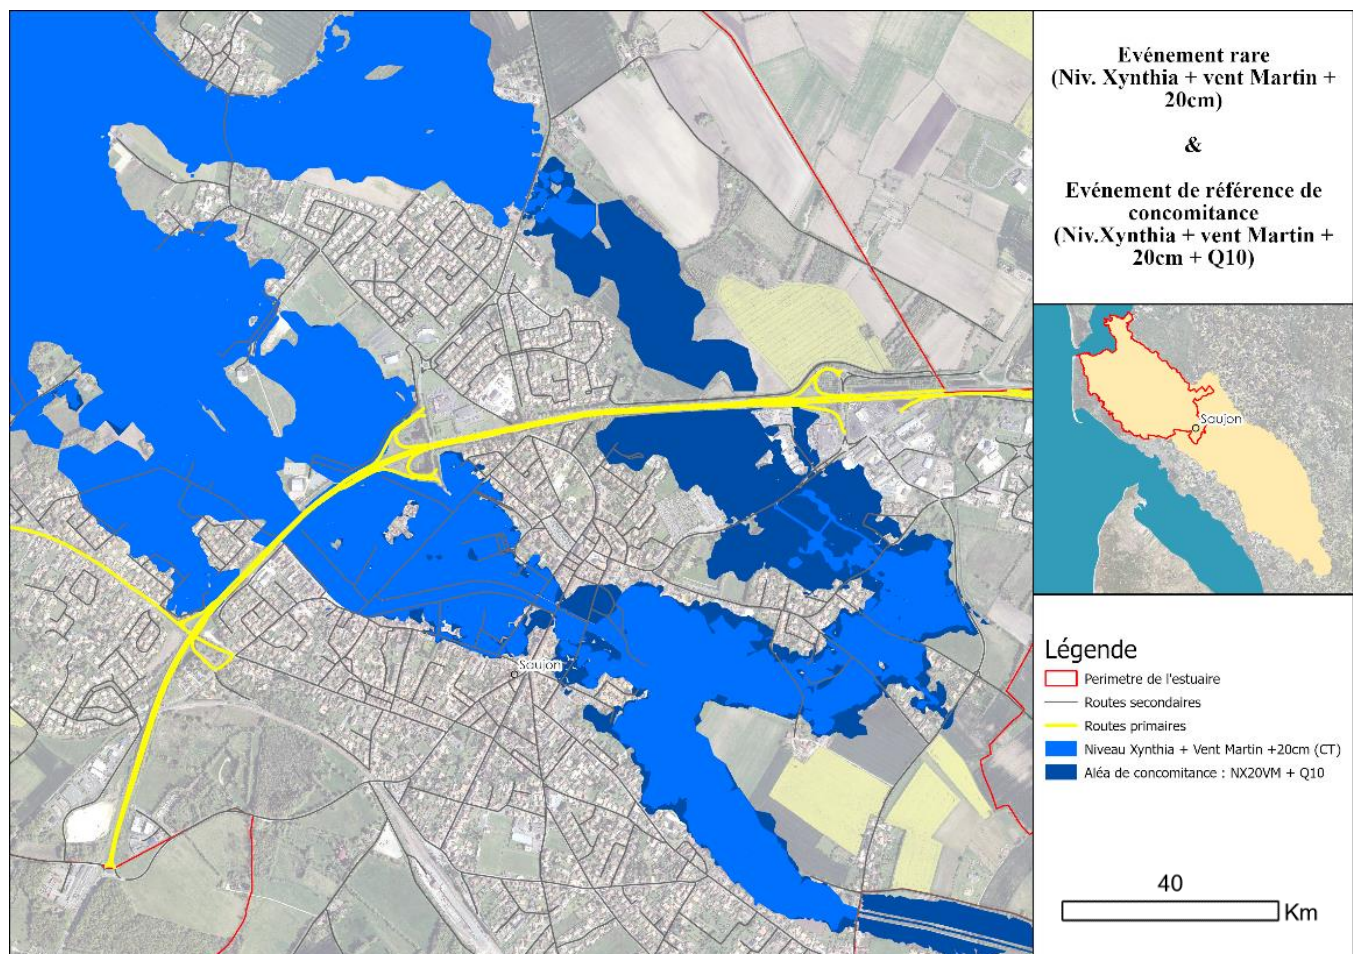 Evénement rare
(Niv. Xynthia + vent Martin +
20cm)
&
Evénement de référence de
concomitance
(Niv.Xynthia + vent Martin +
20cm + Q10)
Saujon
Saujon
Légende
Perimetre de l'estuaire
Routes secondaires
Routes primaires
Niveau Xynthia + Vent Martin +20cm (CT)
Aléa de concomitance : NX20VM + Q10
40
Km